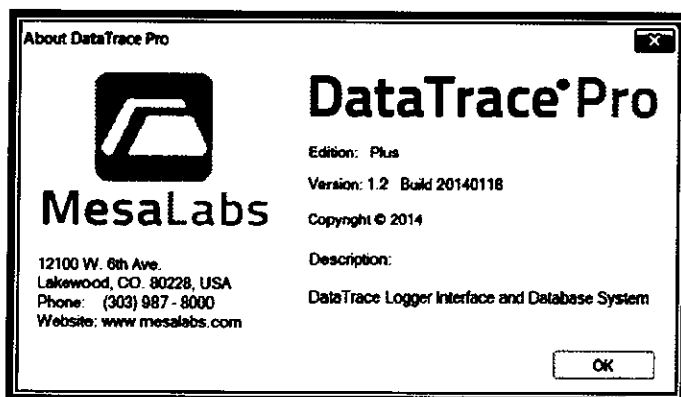 About DataTrace Pro
MesaLabs
12100 W. 6th Ave.
Lakewood, CO. 80228, USA
Phone: (303) 987 - 8000
Website: www mesalabs.com
DataTrace Pro
Edition: Plus
Version: 1.2 Build 20140116
Copyright © 2014
Description:
DataTrace Logger Interface and Database System
OK